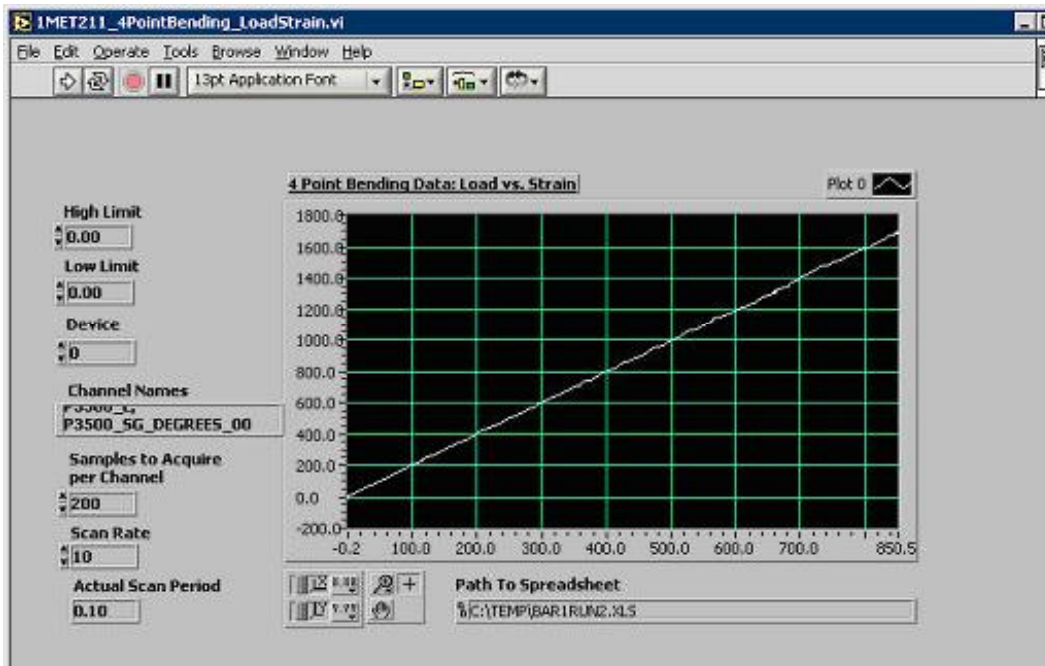 1MET211_4PointBending_LoadStrain.vi
File Edit Operate Tools Browse Window Help
13pt Application Font
4 Point Bending Data: Load vs. Strain
Plot 0
High Limit
0.00
Low Limit
0.00
Device
0
Channel Names
P3500_SG_DEGREES_00
Samples to Acquire
per Channel
200
Scan Rate
10
Actual Scan Period
0.10
1800.0
1600.0
1400.0
1200.0
1000.0
800.0
600.0
400.0
200.0
0.0
-200.0
-0.2 100.0 200.0 300.0 400.0 500.0 600.0 700.0 850.5
Path To Spreadsheet
C:\TEMP\BAR1RUN2.XLS